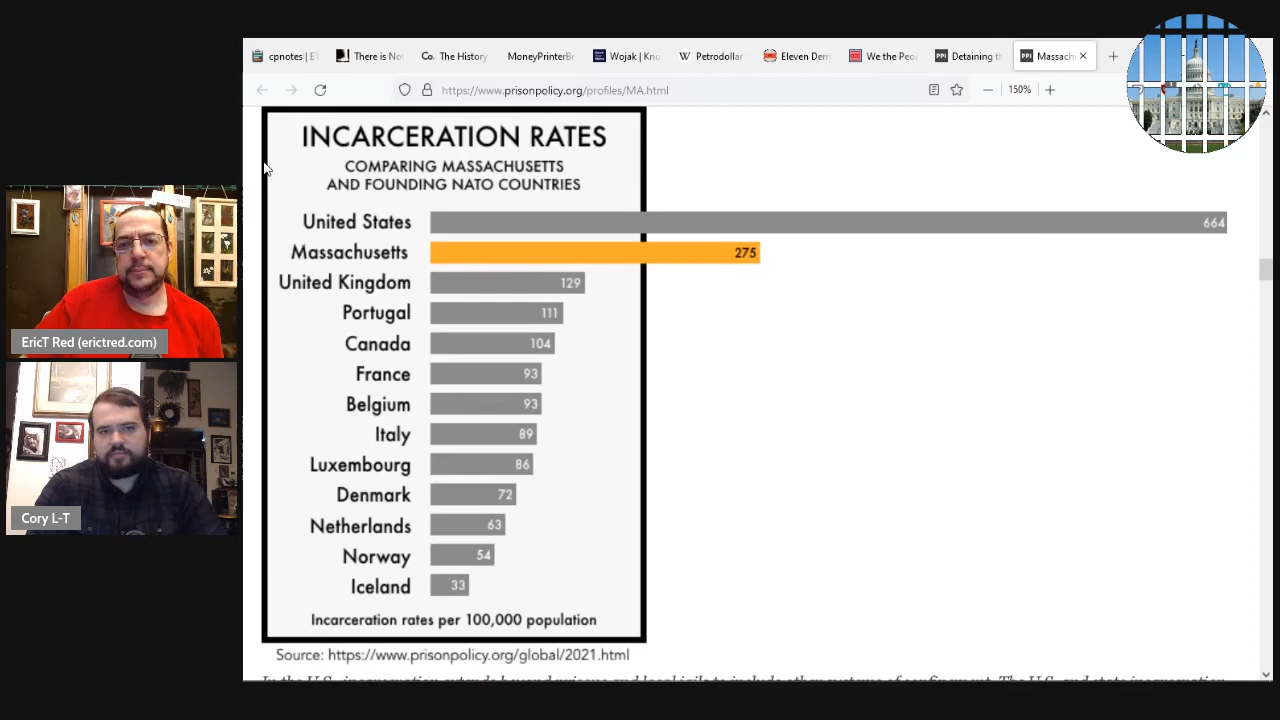 cpnotes | E
There is No
Co. The History
MoneyPrinterB
Wojak | Kno
W Petrodollar
Eleven Dem
We the Peo
PPI Detaining th
PPI Massach
https://www.prisonpolicy.org/profiles/MA.html
150%
INCARCERATION RATES
COMPARING MASSACHUSETTS
AND FOUNDING NATO COUNTRIES
United States 664
Massachusetts 275
United Kingdom 129
Portugal 111
Canada 104
France 93
Belgium 93
Italy 89
Luxembourg 86
Denmark 72
Netherlands 63
Norway 54
Iceland 33
Incarceration rates per 100,000 population
Source: https://www.prisonpolicy.org/global/2021.html
EricT Red (erictred.com)
Cory L-T